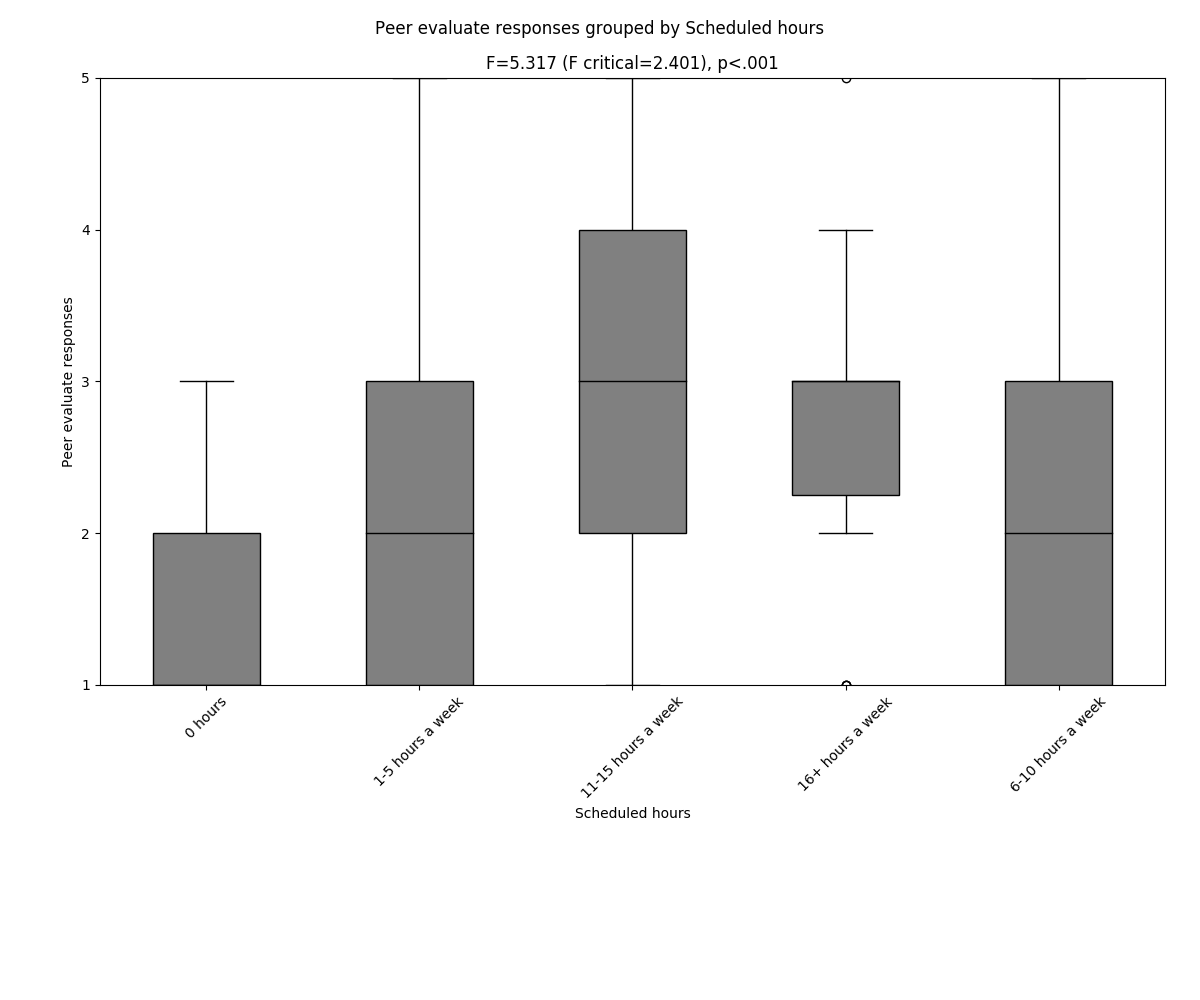 Peer evaluate responses grouped by Scheduled hours
F=5.317 (F critical=2.401), p<.001
5
4
3
2
1
Peer evaluate responses
0 hours
1-5 hours a week
11-15 hours a week
16+ hours a week
6-10 hours a week
Scheduled hours